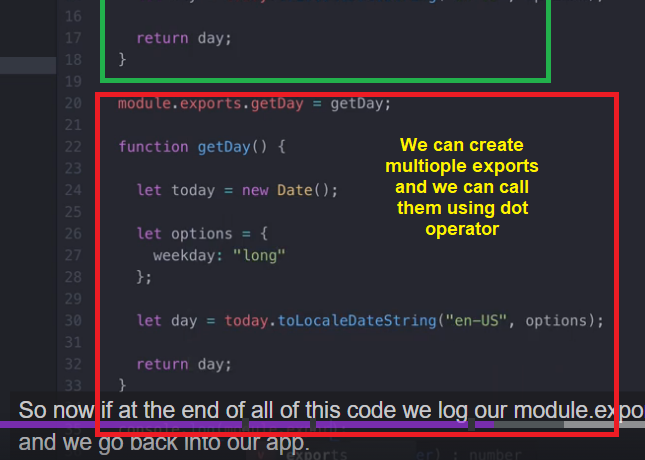 16
17 return day;
18 }
19
20 module.exports.getDay = getDay;
21
22 function getDay() {
23
24 let today = new Date();
25
26 let options = {
27 weekday: "long"
28 };
29
30 let day = today.toLocaleDateString("en-US", options);
31
32 return day;
33 }
We can create
multiople exports
and we can call
them using dot
operator
So now if at the end of all of this code we log our module.expo
and we go back into our app.
exports er) : number